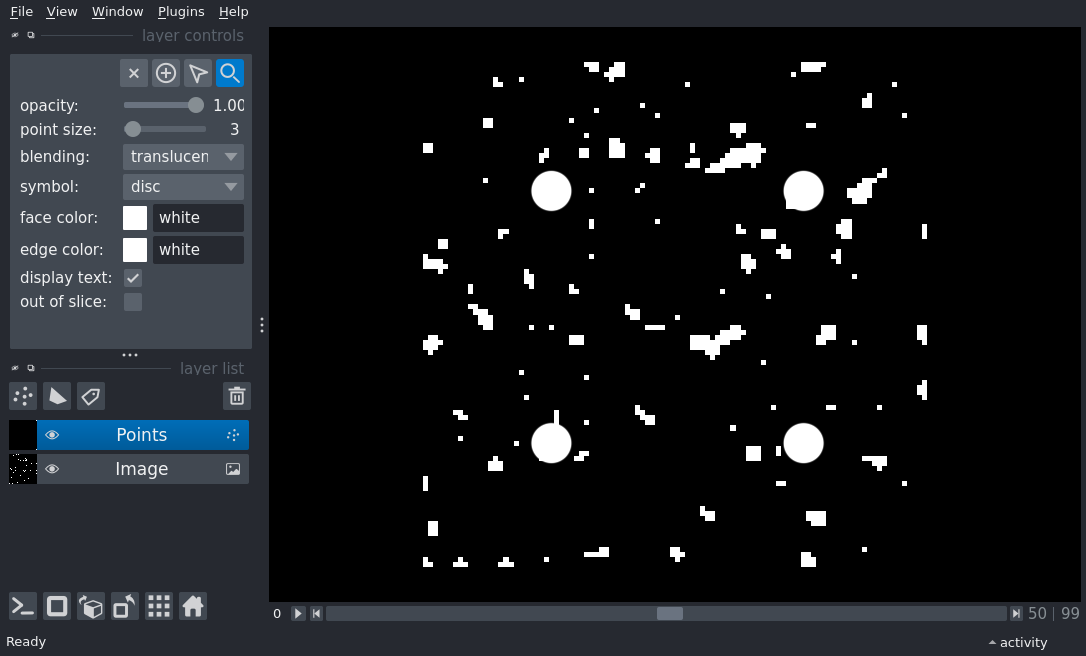 File View Window Plugins Help
layer controls
opacity: 1.00
point size: 3
blending: translucen
symbol: disc
face color: white
edge color: white
display text:
out of slice:
layer list
Points
Image
0 50 | 99
Ready activity